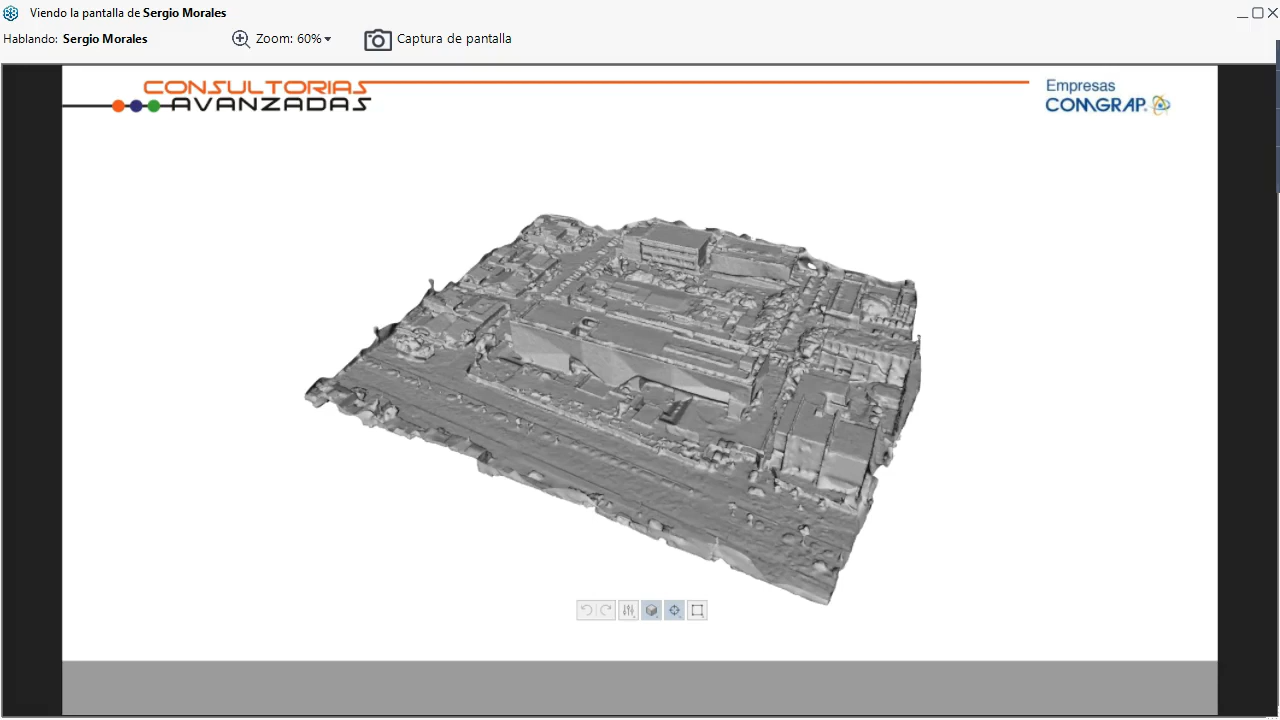 Viendo la pantalla de Sergio Morales
Hablando: Sergio Morales
Zoom: 60%
Captura de pantalla
CONSULTORIAS
AVANZADAS
Empresas
COMGRAP